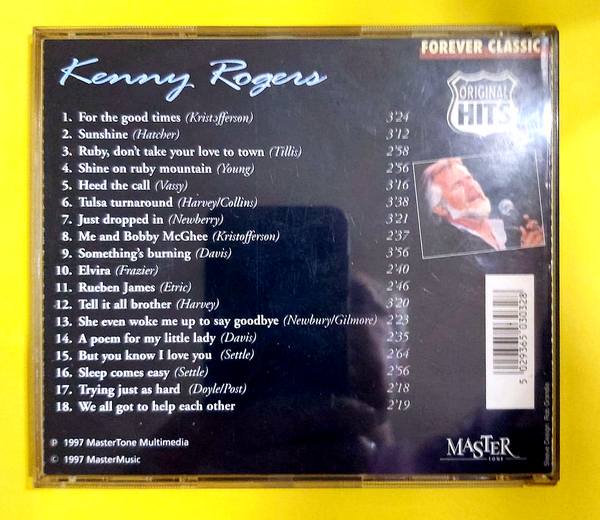 FOREVER CLASSIC
Kenny Rogers
ORIGINAL
HITS
1. For the good times (Kristofferson) 3'24
2. Sunshine (Hatcher) 3'12
3. Ruby, don't take your love to town (Tillis) 2'58
4. Shine on ruby mountain (Young) 2'56
5. Heed the call (Vassy) 3'16
6. Tulsa turnaround (Harvey/Collins) 3'38
7. Just dropped in (Newberry) 3'21
8. Me and Bobby McGhee (Kristofferson) 2'37
9. Something's burning (Davis) 3'56
10. Elvira (Frazier) 2'40
11. Rueben James (Etric) 2'46
12. Tell it all brother (Harvey) 3'20
13. She even woke me up to say goodbye (Newbury/Gilmore) 2'23
14. A poem for my little lady (Davis) 2'35
15. But you know I love you (Settle) 2'64
16. Sleep comes easy (Settle) 2'56
17. Trying just as hard (Doyle/Post) 2'18
18. We all got to help each other 2'19
5 029365 030328
℗ 1997 MasterTone Multimedia
© 1997 MasterMusic
MASTER
TONE
Sleeve Design: Rob Grandia